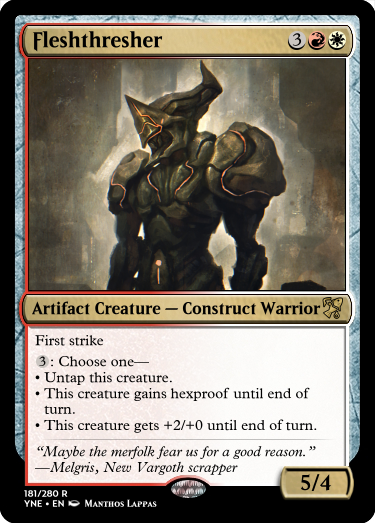 Fleshthresher 3
Artifact Creature — Construct Warrior
First strike
3: Choose one—
• Untap this creature.
• This creature gains hexproof until end of
turn.
• This creature gets +2/+0 until end of turn.
“Maybe the merfolk fear us for a good reason.”
—Melgris, New Vargoth scrapper
5/4
181/280 R
YNE • EN Manthos Lappas